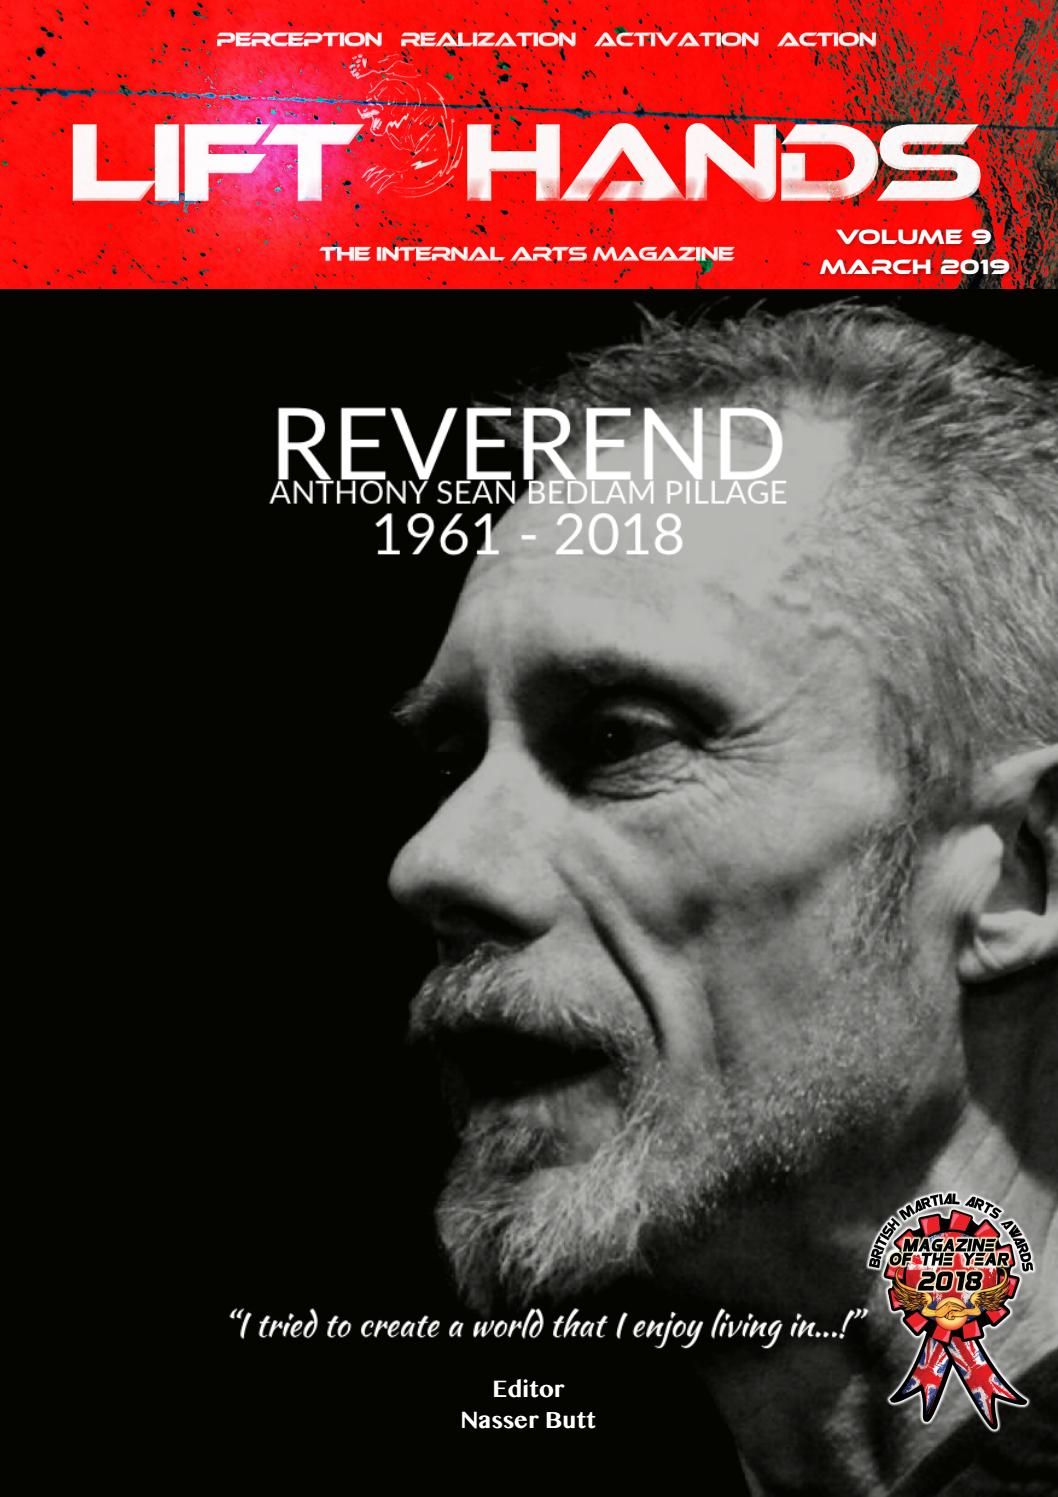 PERCEPTION REALIZATION ACTIVATION ACTION
LIFT HANDS
THE INTERNAL ARTS MAGAZINE
VOLUME 9
MARCH 2019
REVEREND
ANTHONY SEAN BEDLAM PILLAGE
1961 - 2018
BRITISH MARTIAL ARTS AWARDS
MAGAZINE
OF THE YEAR
2018
“I tried to create a world that I enjoy living in...!”
Editor
Nasser Butt